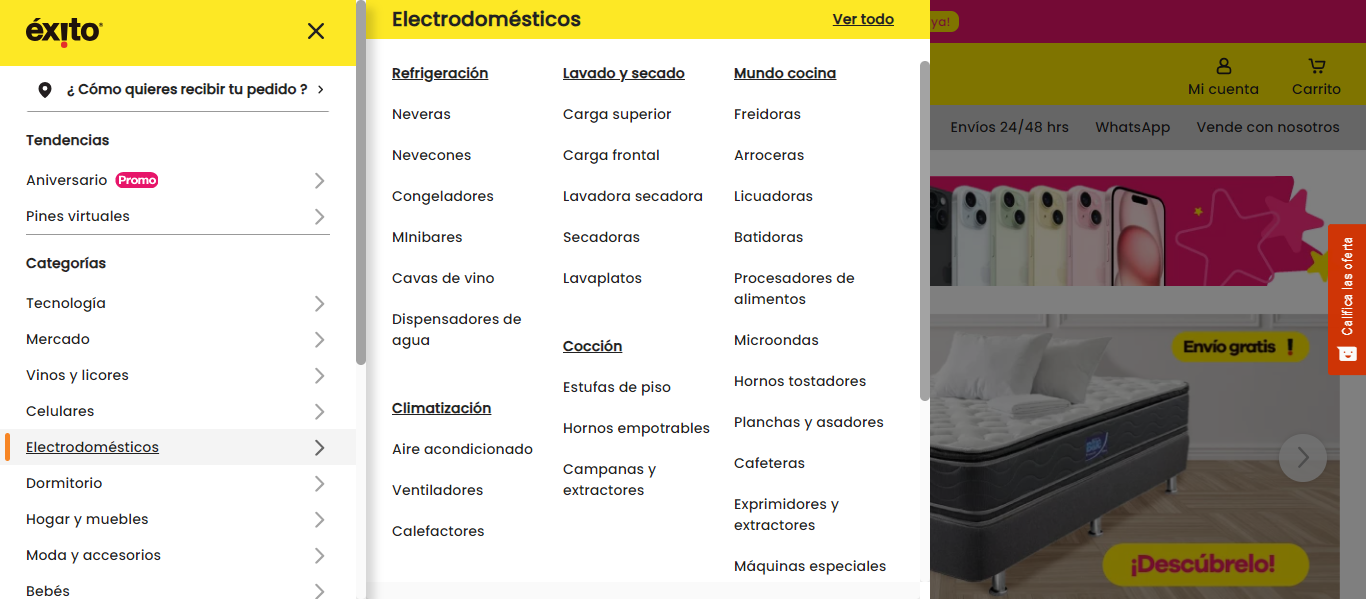 éxito
¿ Cómo quieres recibir tu pedido ?
Tendencias
Aniversario Promo
Pines virtuales
Categorías
Tecnología
Mercado
Vinos y licores
Celulares
Electrodomésticos
Dormitorio
Hogar y muebles
Moda y accesorios
Bebés
Electrodomésticos
Ver todo
Refrigeración
Neveras
Nevecones
Congeladores
MInibares
Cavas de vino
Dispensadores de
agua
Climatización
Aire acondicionado
Ventiladores
Calefactores
Lavado y secado
Carga superior
Carga frontal
Lavadora secadora
Secadoras
Lavaplatos
Cocción
Estufas de piso
Hornos empotrables
Campanas y
extractores
Mundo cocina
Freidoras
Arroceras
Licuadoras
Batidoras
Procesadores de
alimentos
Microondas
Hornos tostadores
Planchas y asadores
Cafeteras
Exprimidores y
extractores
Máquinas especiales
ya!
Mi cuenta
Carrito
Envíos 24/48 hrs
WhatsApp
Vende con nosotros
Califica las oferta
Envío gratis !
¡Descúbrelo!